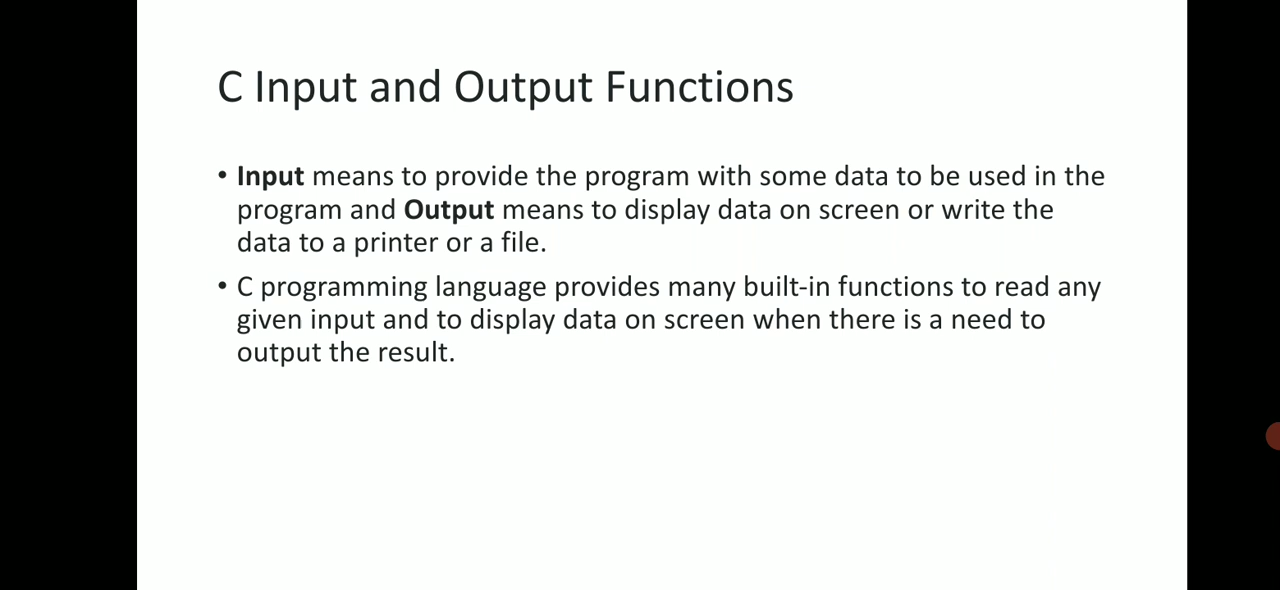 C Input and Output Functions
• Input means to provide the program with some data to be used in the
program and Output means to display data on screen or write the
data to a printer or a file.
• C programming language provides many built-in functions to read any
given input and to display data on screen when there is a need to
output the result.